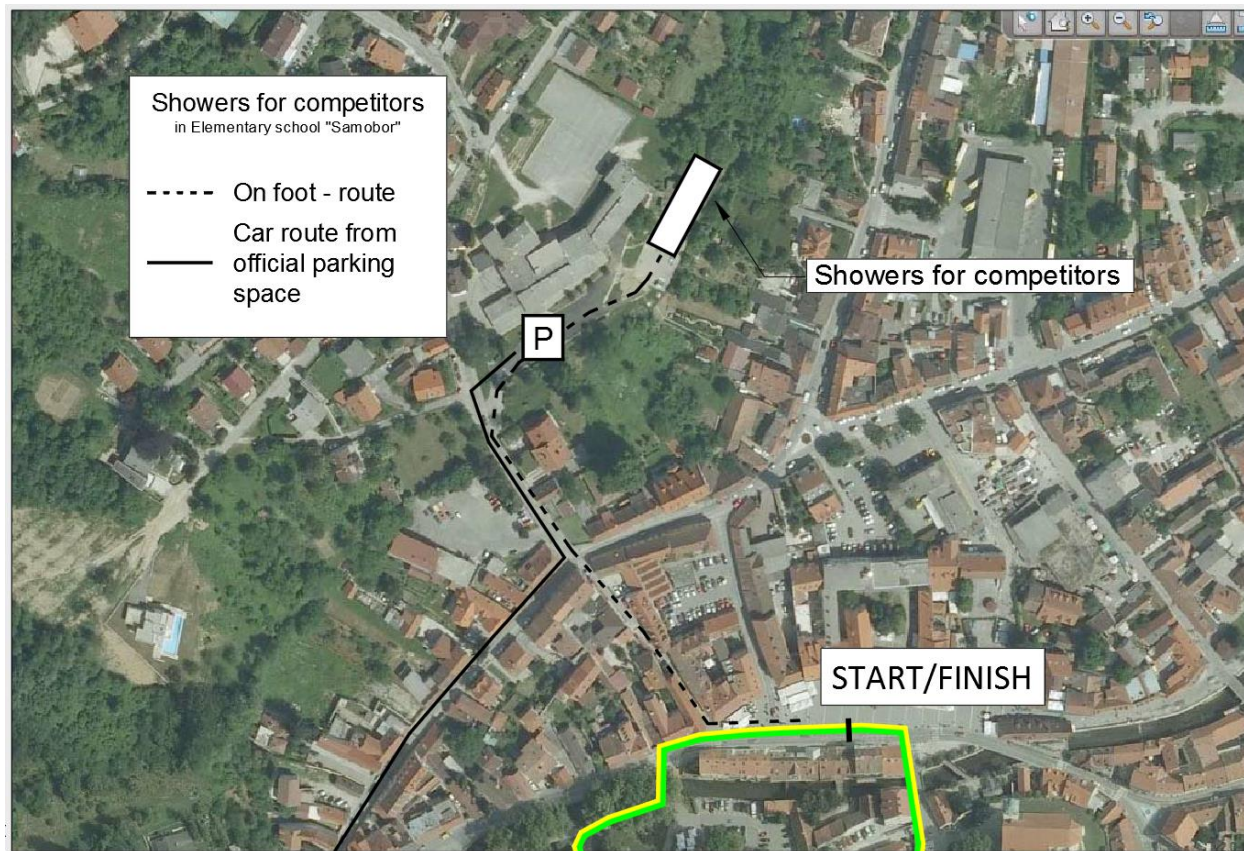 Showers for competitors
in Elementary school "Samobor"
On foot - route
Car route from
official parking
space
Showers for competitors
P
START/FINISH